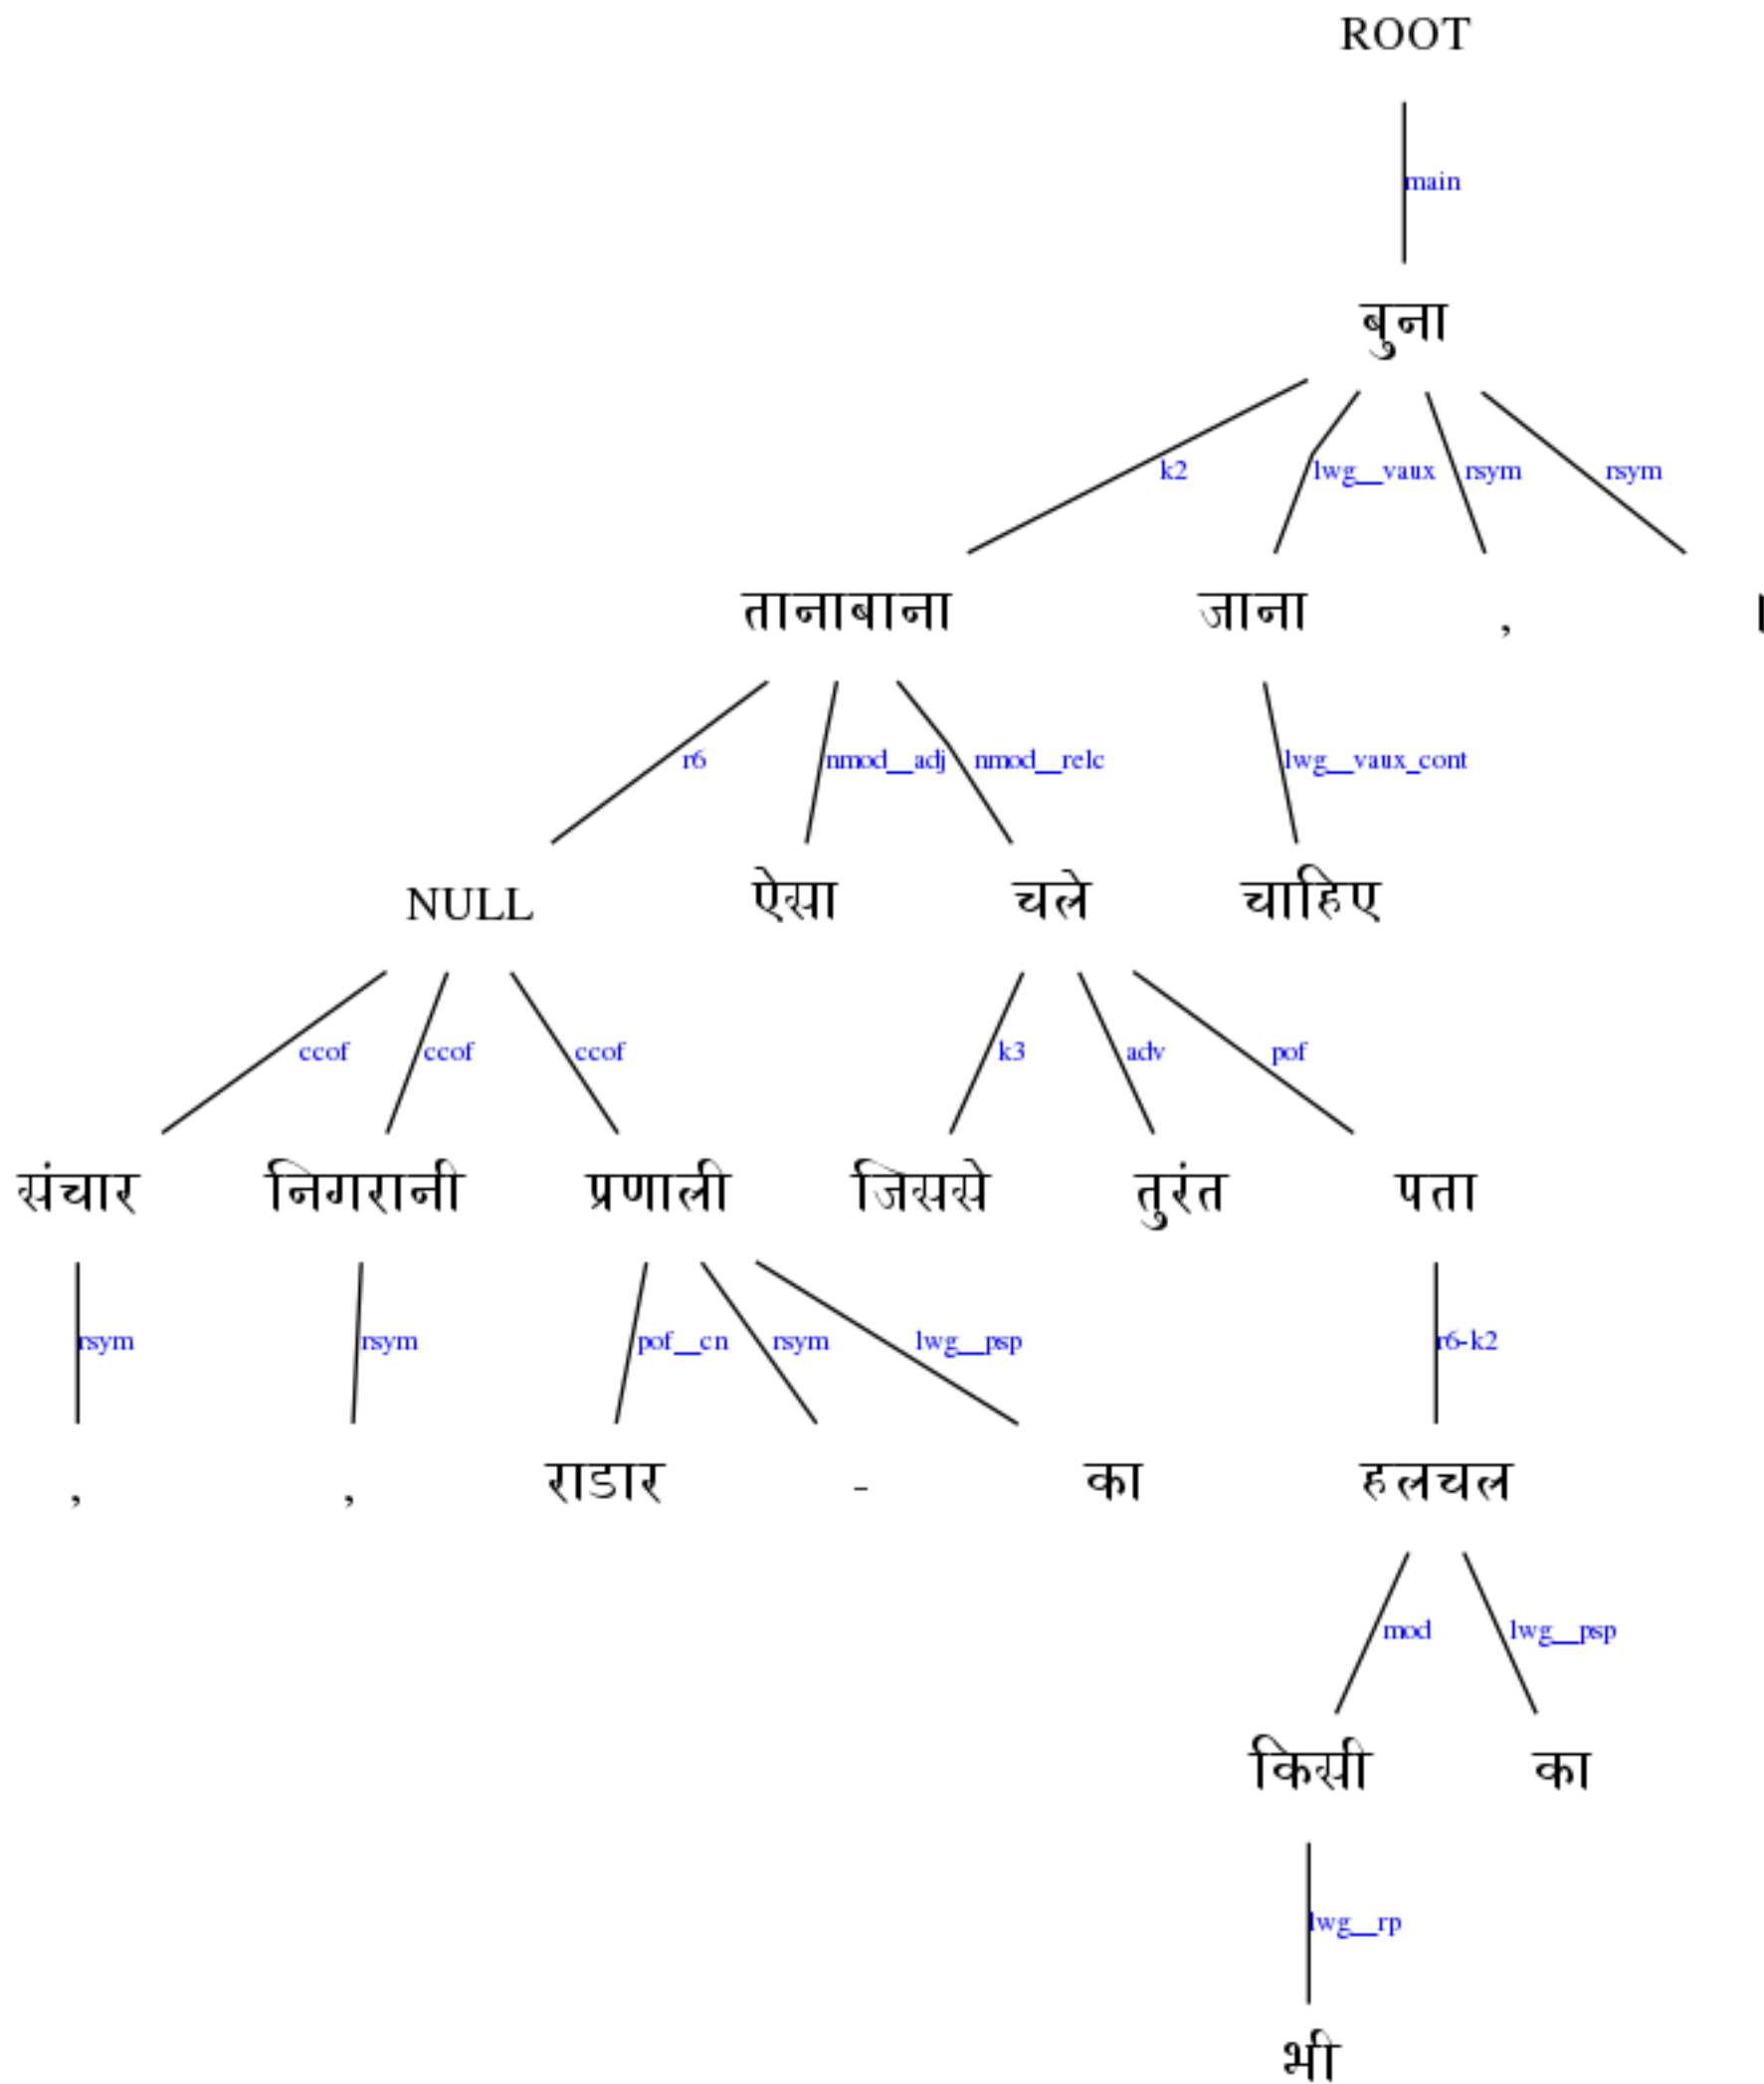 ROOT
main
बुना
k2 lwg__vaux rsym rsym
तानाबाना जाना , ।
r6 nmod__adj nmod__relc lwg__vaux_cont
NULL ऐसा चले चाहिए
ccof ccof ccof k3 adv pof
संचार निगरानी प्रणाली जिससे तुरंत पता
rsym rsym pof__cn rsym lwg__psp r6-k2
, , राडार - का हलचल
mod lwg__psp
किसी का
lwg__rp
भी